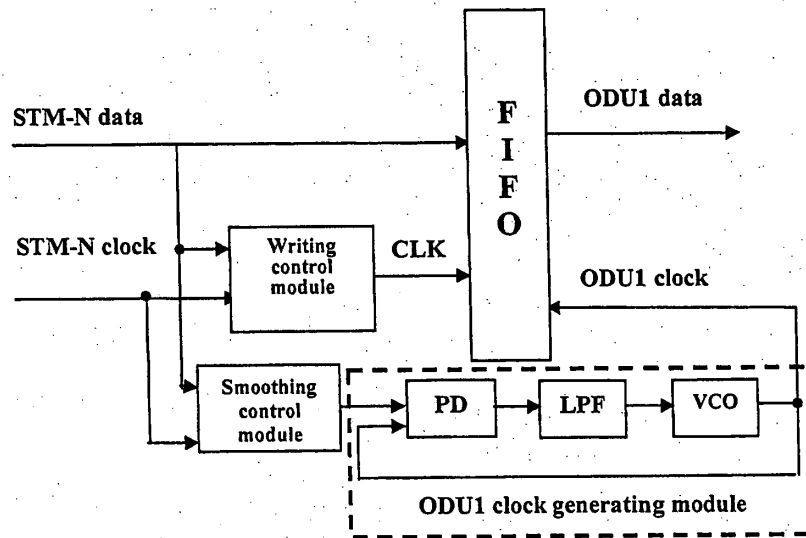 STM-N data
F
I
F
O
ODU1 data
STM-N clock
Writing
control
module
CLK
ODU1 clock
Smoothing
control
module
PD
LPF
VCO
ODU1 clock generating module